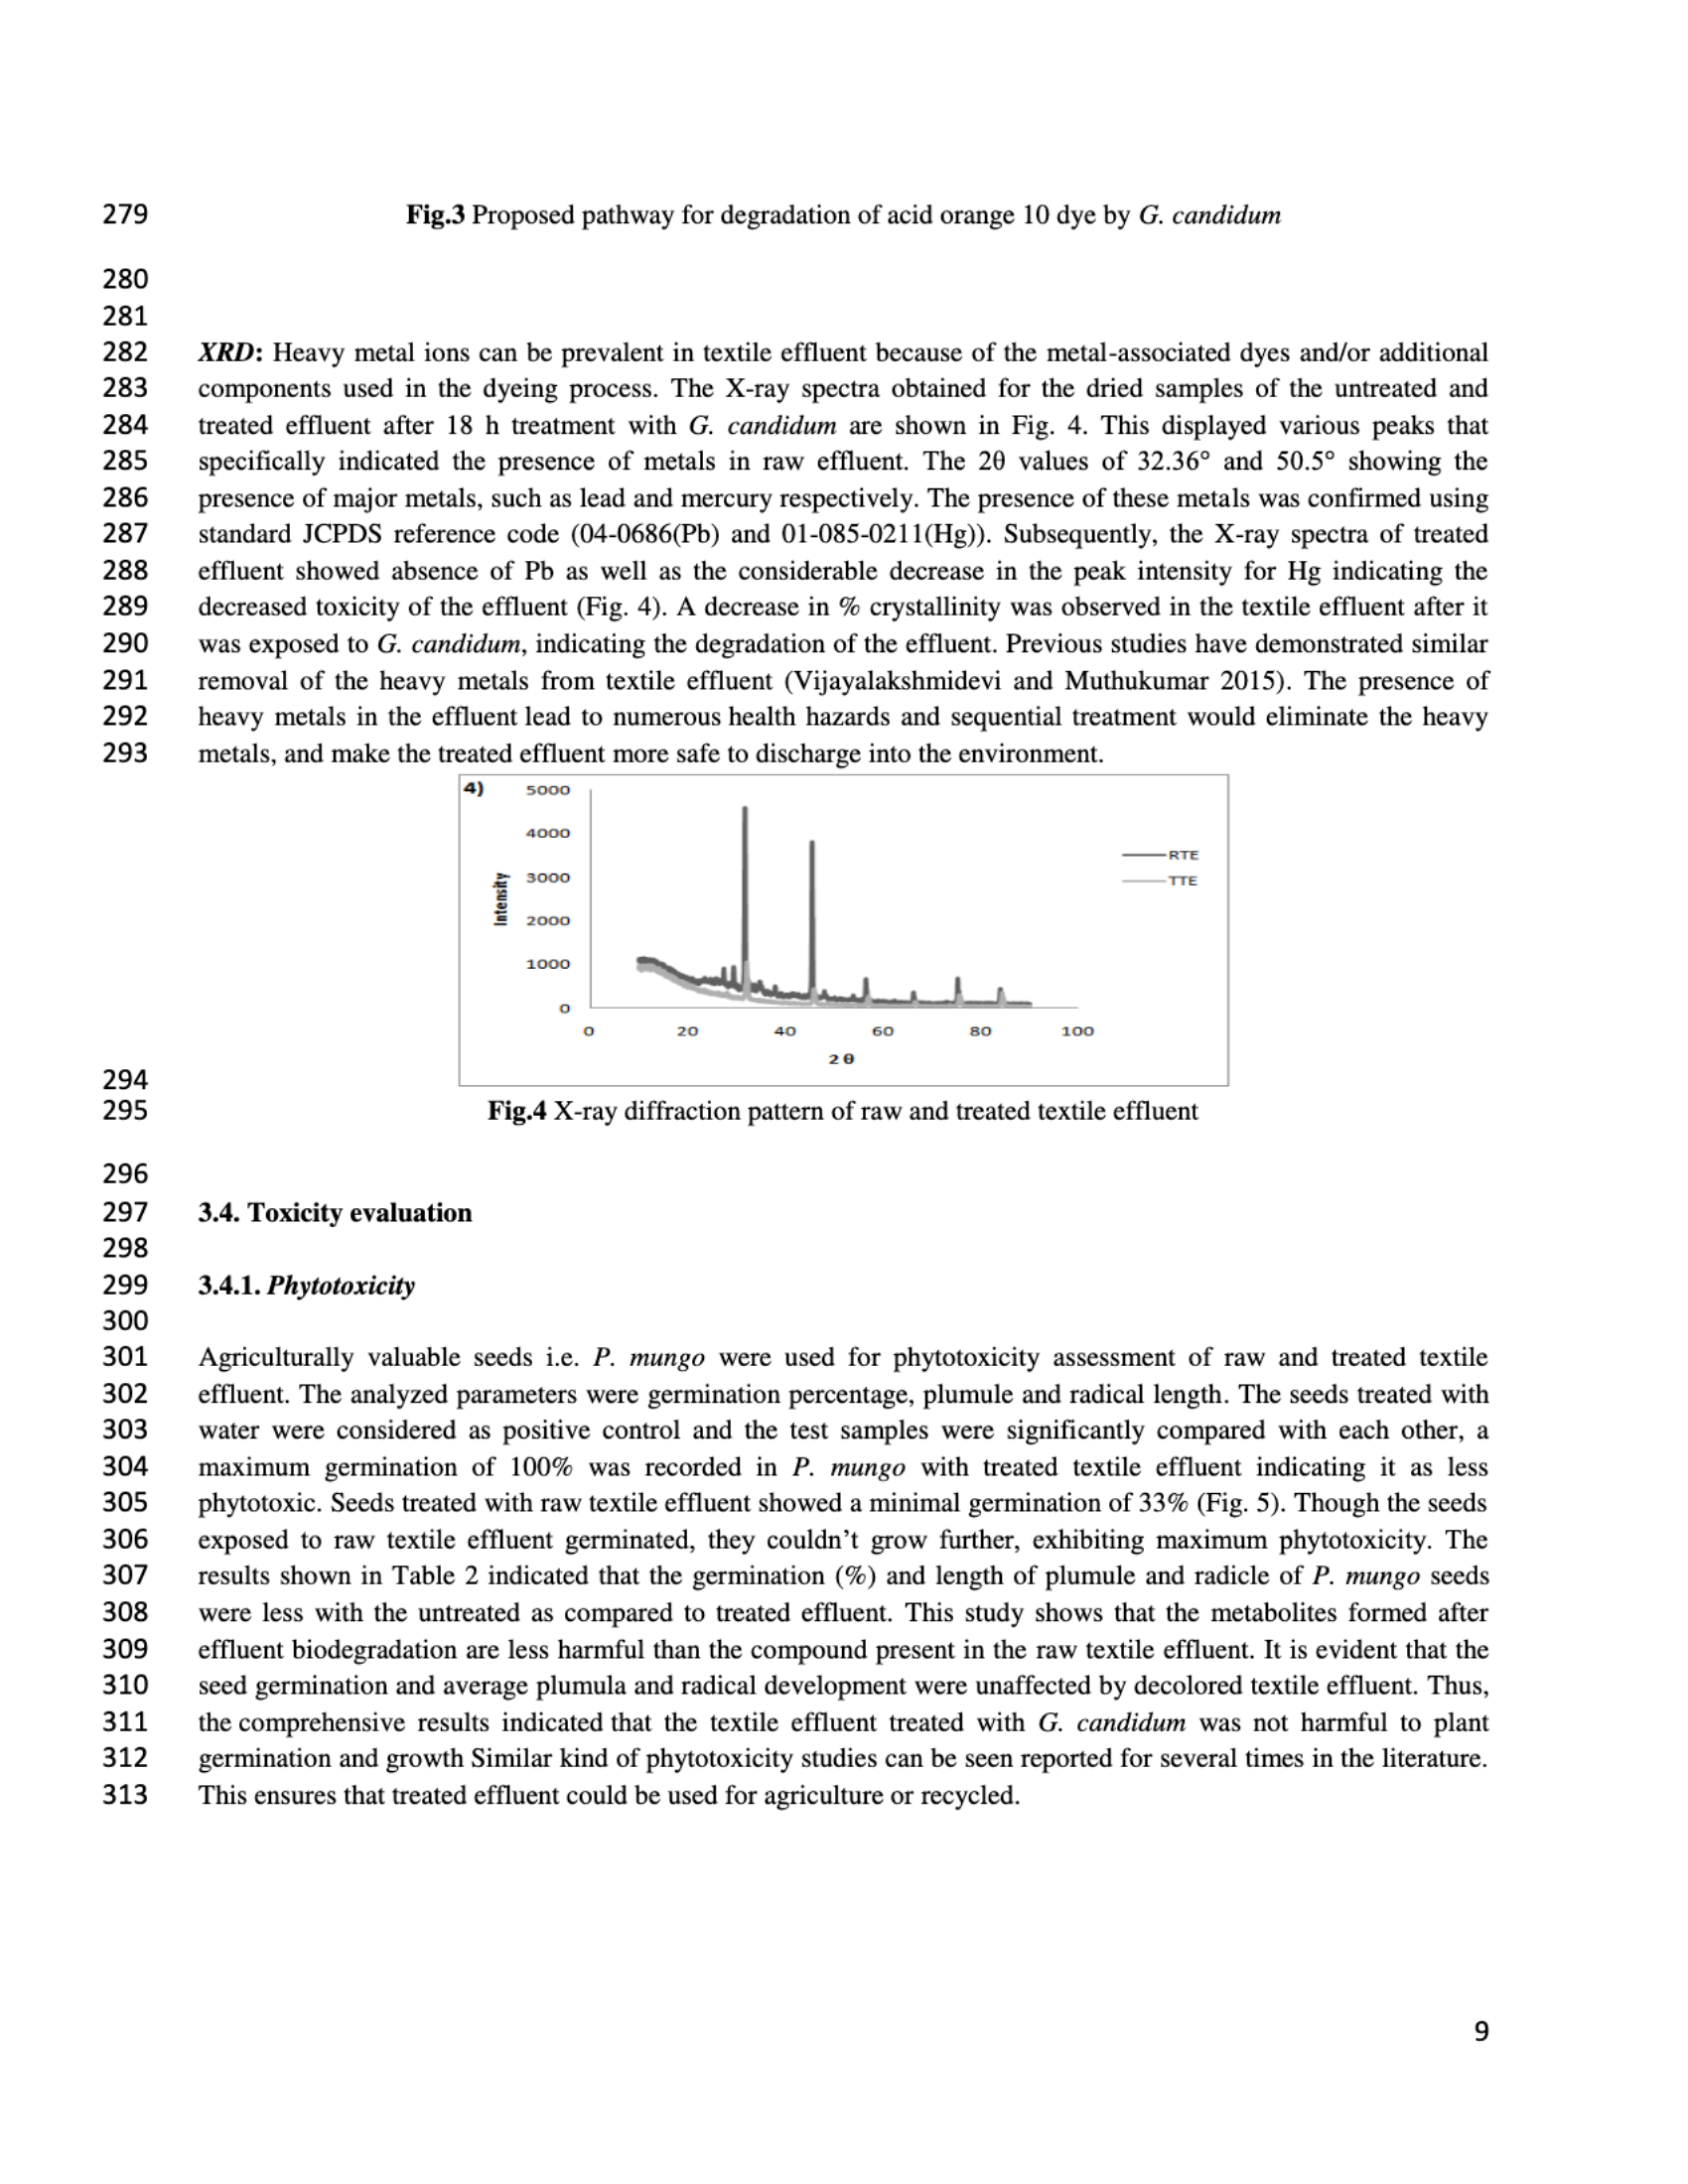 279 Fig.3 Proposed pathway for degradation of acid orange 10 dye by G. candidum
280
281
282 XRD: Heavy metal ions can be prevalent in textile effluent because of the metal-associated dyes and/or additional
283 components used in the dyeing process. The X-ray spectra obtained for the dried samples of the untreated and
284 treated effluent after 18 h treatment with G. candidum are shown in Fig. 4. This displayed various peaks that
285 specifically indicated the presence of metals in raw effluent. The 2θ values of 32.36° and 50.5° showing the
286 presence of major metals, such as lead and mercury respectively. The presence of these metals was confirmed using
287 standard JCPDS reference code (04-0686(Pb) and 01-085-0211(Hg)). Subsequently, the X-ray spectra of treated
288 effluent showed absence of Pb as well as the considerable decrease in the peak intensity for Hg indicating the
289 decreased toxicity of the effluent (Fig. 4). A decrease in % crystallinity was observed in the textile effluent after it
290 was exposed to G. candidum, indicating the degradation of the effluent. Previous studies have demonstrated similar
291 removal of the heavy metals from textile effluent (Vijayalakshmidevi and Muthukumar 2015). The presence of
292 heavy metals in the effluent lead to numerous health hazards and sequential treatment would eliminate the heavy
293 metals, and make the treated effluent more safe to discharge into the environment.
4)
5000
4000
3000
2000
1000
0
Intensity
0 20 40 60 80 100
2 θ
RTE
TTE
294
295 Fig.4 X-ray diffraction pattern of raw and treated textile effluent
296
297 3.4. Toxicity evaluation
298
299 3.4.1. Phytotoxicity
300
301 Agriculturally valuable seeds i.e. P. mungo were used for phytotoxicity assessment of raw and treated textile
302 effluent. The analyzed parameters were germination percentage, plumule and radical length. The seeds treated with
303 water were considered as positive control and the test samples were significantly compared with each other, a
304 maximum germination of 100% was recorded in P. mungo with treated textile effluent indicating it as less
305 phytotoxic. Seeds treated with raw textile effluent showed a minimal germination of 33% (Fig. 5). Though the seeds
306 exposed to raw textile effluent germinated, they couldn’t grow further, exhibiting maximum phytotoxicity. The
307 results shown in Table 2 indicated that the germination (%) and length of plumule and radicle of P. mungo seeds
308 were less with the untreated as compared to treated effluent. This study shows that the metabolites formed after
309 effluent biodegradation are less harmful than the compound present in the raw textile effluent. It is evident that the
310 seed germination and average plumula and radical development were unaffected by decolored textile effluent. Thus,
311 the comprehensive results indicated that the textile effluent treated with G. candidum was not harmful to plant
312 germination and growth Similar kind of phytotoxicity studies can be seen reported for several times in the literature.
313 This ensures that treated effluent could be used for agriculture or recycled.
9